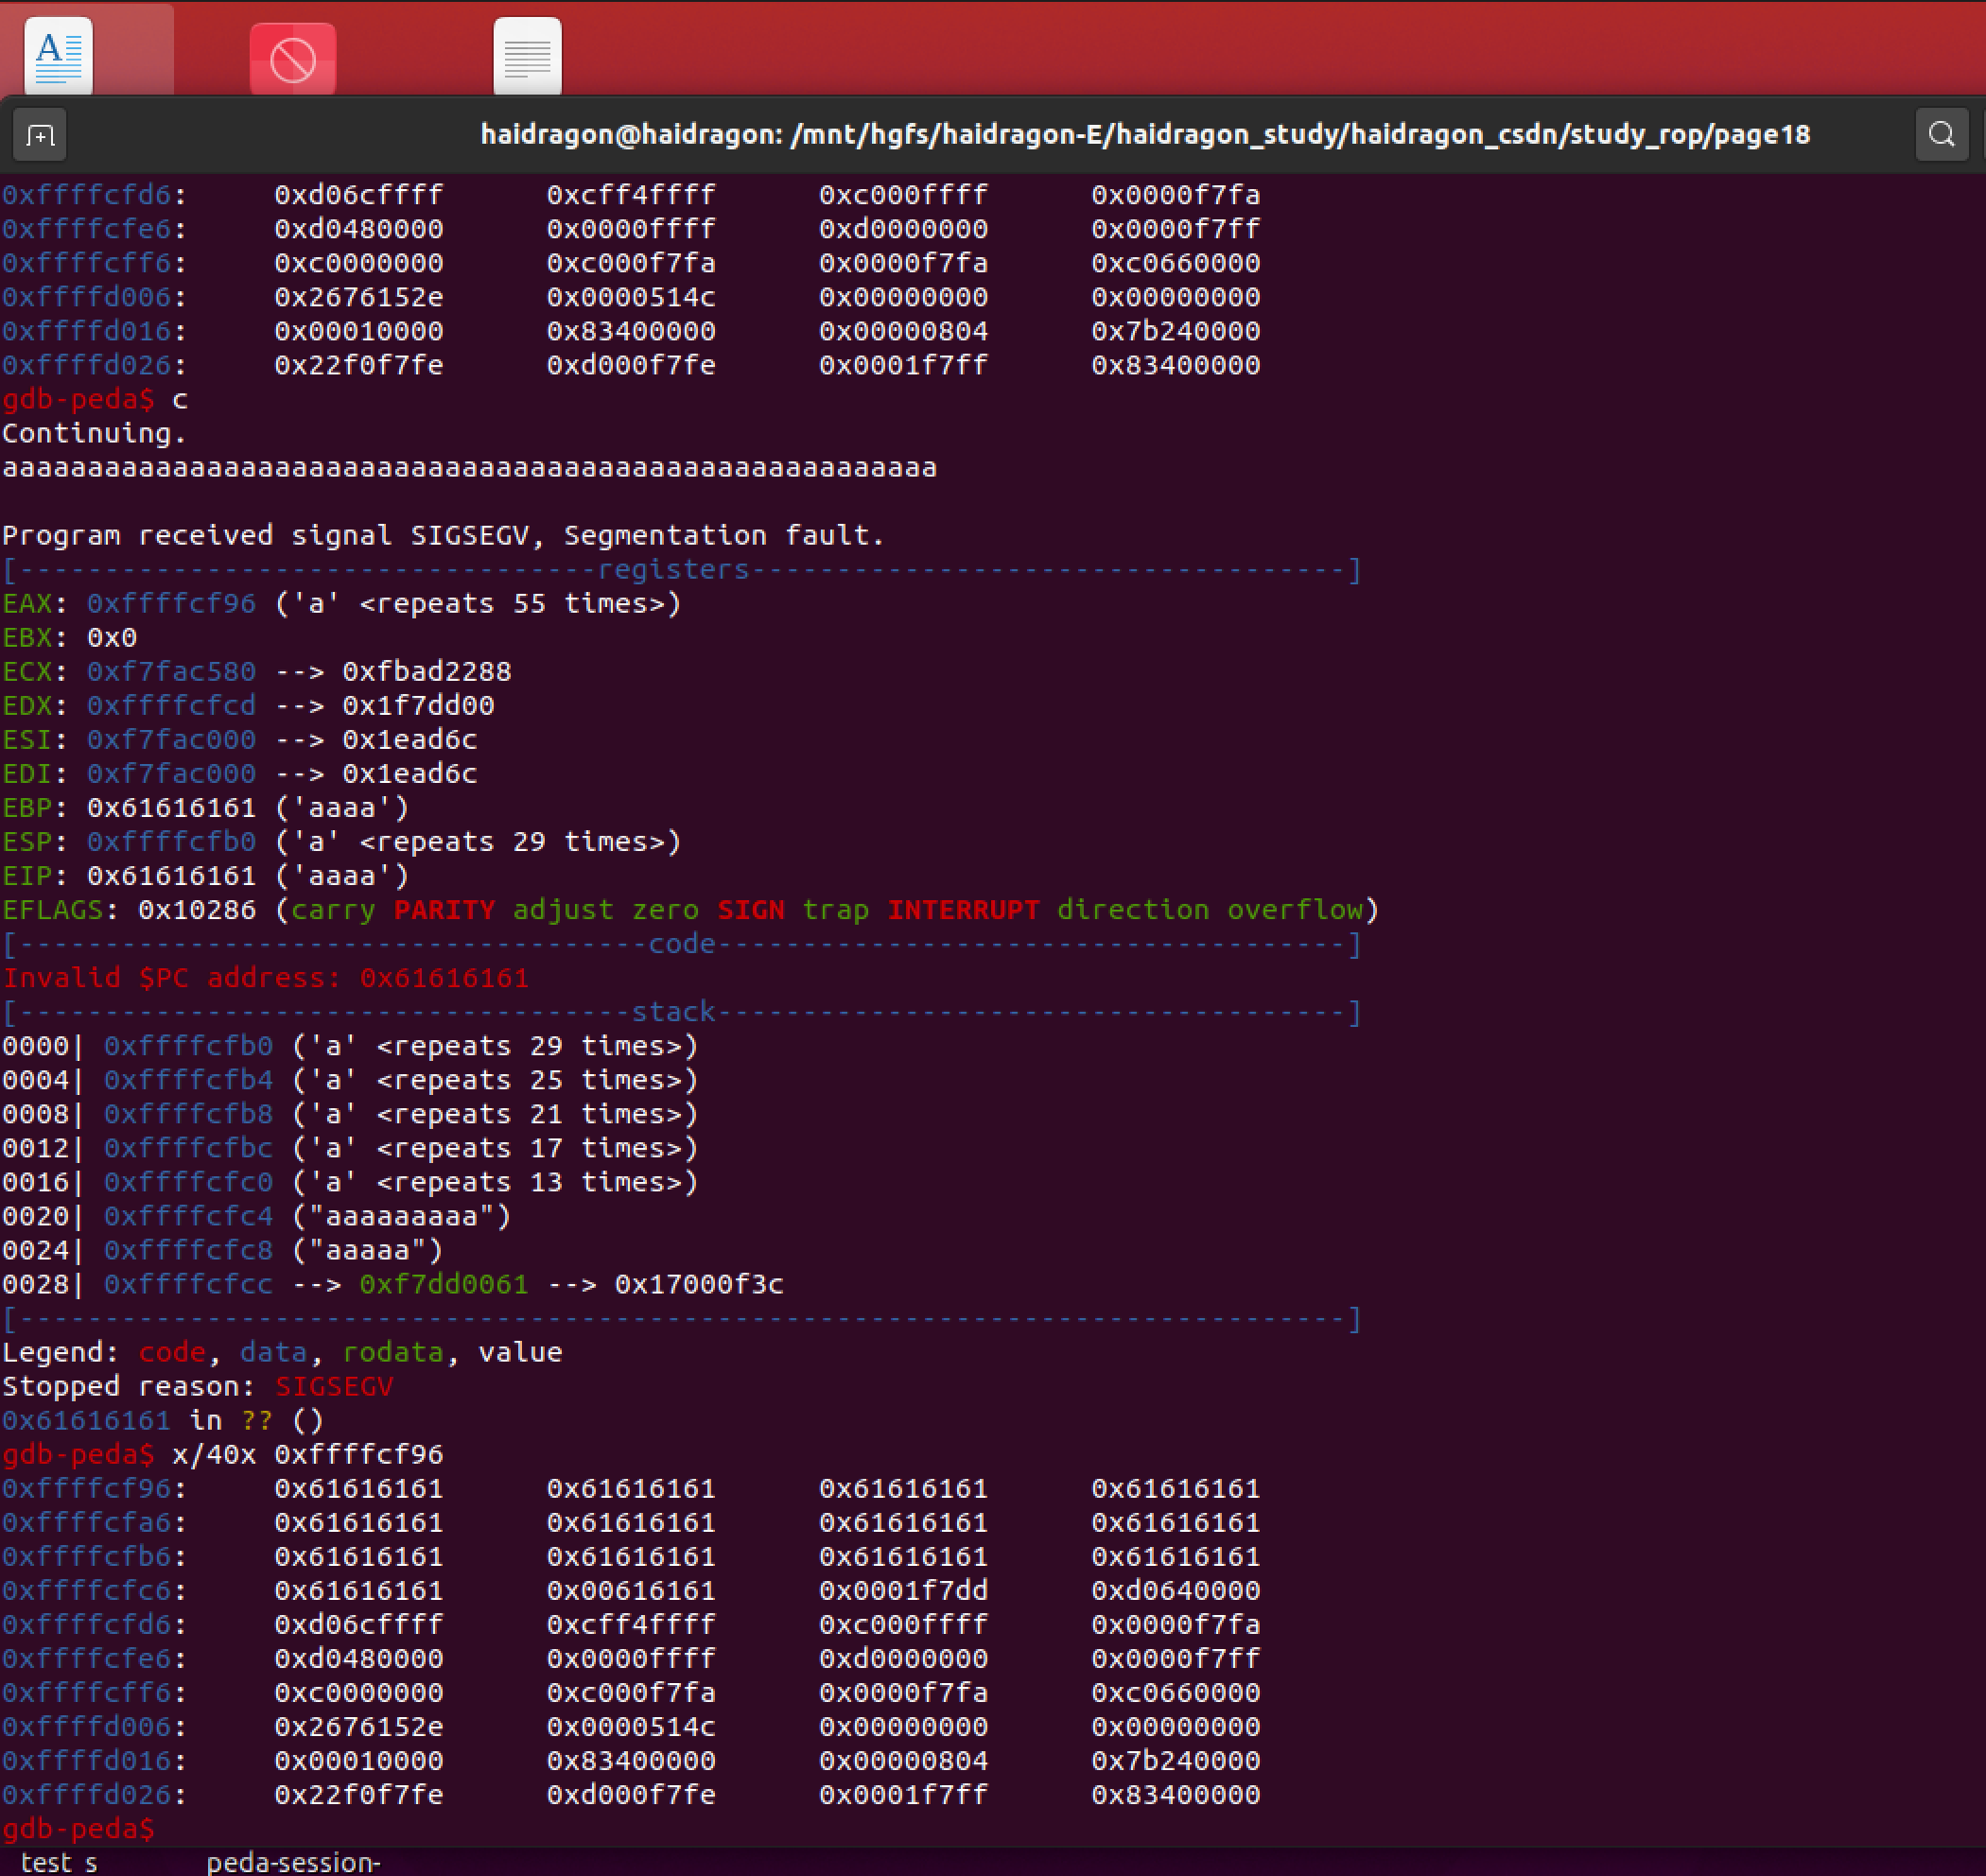 haidragon@haidragon: /mnt/hgfs/haidragon-E/haidragon_study/haidragon_csdn/study_rop/page18
0xffffcfd6:     0xd06cffff      0xcff4ffff      0xc000ffff      0x0000f7fa
0xffffcfe6:     0xd0480000      0x0000ffff      0xd0000000      0x0000f7ff
0xffffcff6:     0xc0000000      0xc000f7fa      0x0000f7fa      0xc0660000
0xffffd006:     0x2676152e      0x0000514c      0x00000000      0x00000000
0xffffd016:     0x00010000      0x83400000      0x00000804      0x7b240000
0xffffd026:     0x22f0f7fe      0xd000f7fe      0x0001f7ff      0x83400000
gdb-peda$ c
Continuing.
aaaaaaaaaaaaaaaaaaaaaaaaaaaaaaaaaaaaaaaaaaaaaaaaaaaaaaa
Program received signal SIGSEGV, Segmentation fault.
[----------------------------------registers-----------------------------------]
EAX: 0xffffcf96 ('a' <repeats 55 times>)
EBX: 0x0
ECX: 0xf7fac580 --> 0xfbad2288
EDX: 0xffffcfcd --> 0x1f7dd00
ESI: 0xf7fac000 --> 0x1ead6c
EDI: 0xf7fac000 --> 0x1ead6c
EBP: 0x61616161 ('aaaa')
ESP: 0xffffcfb0 ('a' <repeats 29 times>)
EIP: 0x61616161 ('aaaa')
EFLAGS: 0x10286 (carry PARITY adjust zero SIGN trap INTERRUPT direction overflow)
[-------------------------------------code-------------------------------------]
Invalid $PC address: 0x61616161
[------------------------------------stack-------------------------------------]
0000| 0xffffcfb0 ('a' <repeats 29 times>)
0004| 0xffffcfb4 ('a' <repeats 25 times>)
0008| 0xffffcfb8 ('a' <repeats 21 times>)
0012| 0xffffcfbc ('a' <repeats 17 times>)
0016| 0xffffcfc0 ('a' <repeats 13 times>)
0020| 0xffffcfc4 ("aaaaaaaaa")
0024| 0xffffcfc8 ("aaaaa")
0028| 0xffffcfcc --> 0xf7dd0061 --> 0x17000f3c
[------------------------------------------------------------------------------]
Legend: code, data, rodata, value
Stopped reason: SIGSEGV
0x61616161 in ?? ()
gdb-peda$ x/40x 0xffffcf96
0xffffcf96:     0x61616161      0x61616161      0x61616161      0x61616161
0xffffcfa6:     0x61616161      0x61616161      0x61616161      0x61616161
0xffffcfb6:     0x61616161      0x61616161      0x61616161      0x61616161
0xffffcfc6:     0x61616161      0x00616161      0x0001f7dd      0xd0640000
0xffffcfd6:     0xd06cffff      0xcff4ffff      0xc000ffff      0x0000f7fa
0xffffcfe6:     0xd0480000      0x0000ffff      0xd0000000      0x0000f7ff
0xffffcff6:     0xc0000000      0xc000f7fa      0x0000f7fa      0xc0660000
0xffffd006:     0x2676152e      0x0000514c      0x00000000      0x00000000
0xffffd016:     0x00010000      0x83400000      0x00000804      0x7b240000
0xffffd026:     0x22f0f7fe      0xd000f7fe      0x0001f7ff      0x83400000
gdb-peda$
test_s peda-session-